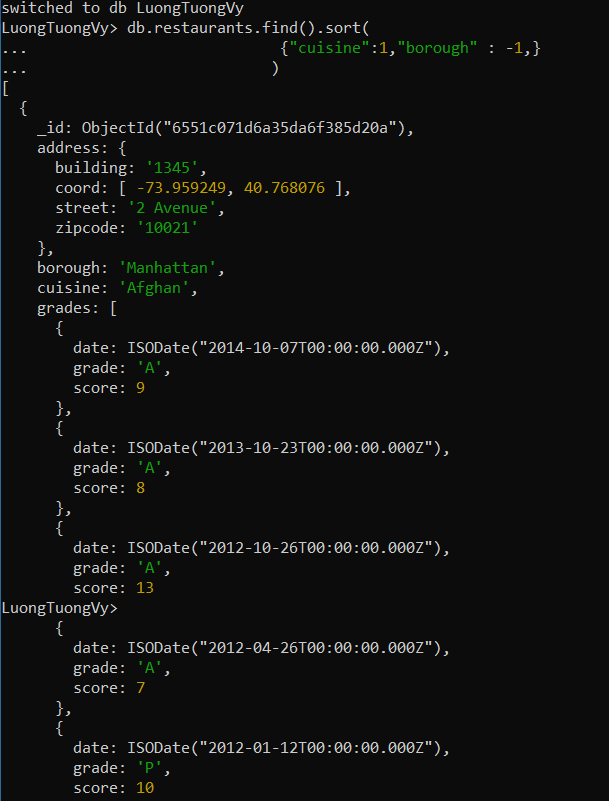 switched to db LuongTuongVy
LuongTuongVy> db.restaurants.find().sort(
... {"cuisine":1,"borough" : -1,}
... )
[
{
_id: ObjectId("6551c071d6a35da6f385d20a"),
address: {
building: '1345',
coord: [ -73.959249, 40.768076 ],
street: '2 Avenue',
zipcode: '10021'
},
borough: 'Manhattan',
cuisine: 'Afghan',
grades: [
{
date: ISODate("2014-10-07T00:00:00.000Z"),
grade: 'A',
score: 9
},
{
date: ISODate("2013-10-23T00:00:00.000Z"),
grade: 'A',
score: 8
},
{
date: ISODate("2012-10-26T00:00:00.000Z"),
grade: 'A',
score: 13
LuongTuongVy>
{
date: ISODate("2012-04-26T00:00:00.000Z"),
grade: 'A',
score: 7
},
{
date: ISODate("2012-01-12T00:00:00.000Z"),
grade: 'P',
score: 10